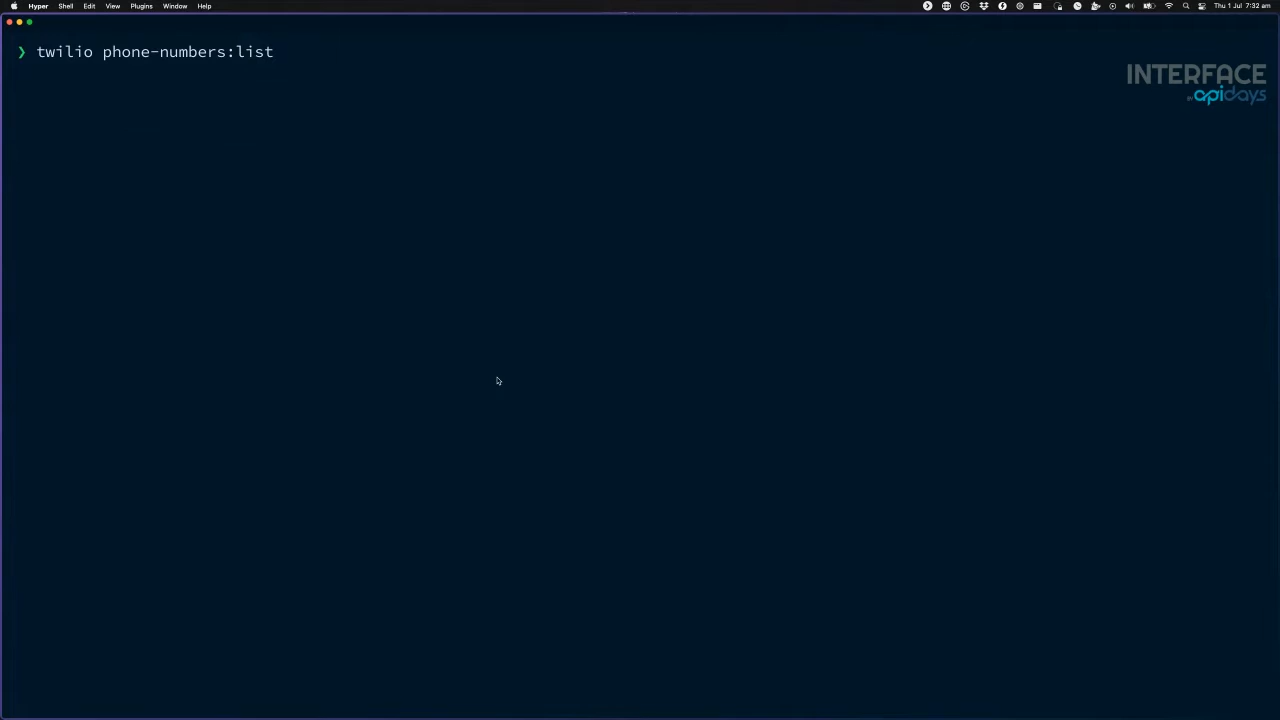 Hyper Shell Edit View Plugins Window Help
Thu 1 Jul 7:32 am
❯ twilio phone-numbers:list
INTERFACE
BY apidays